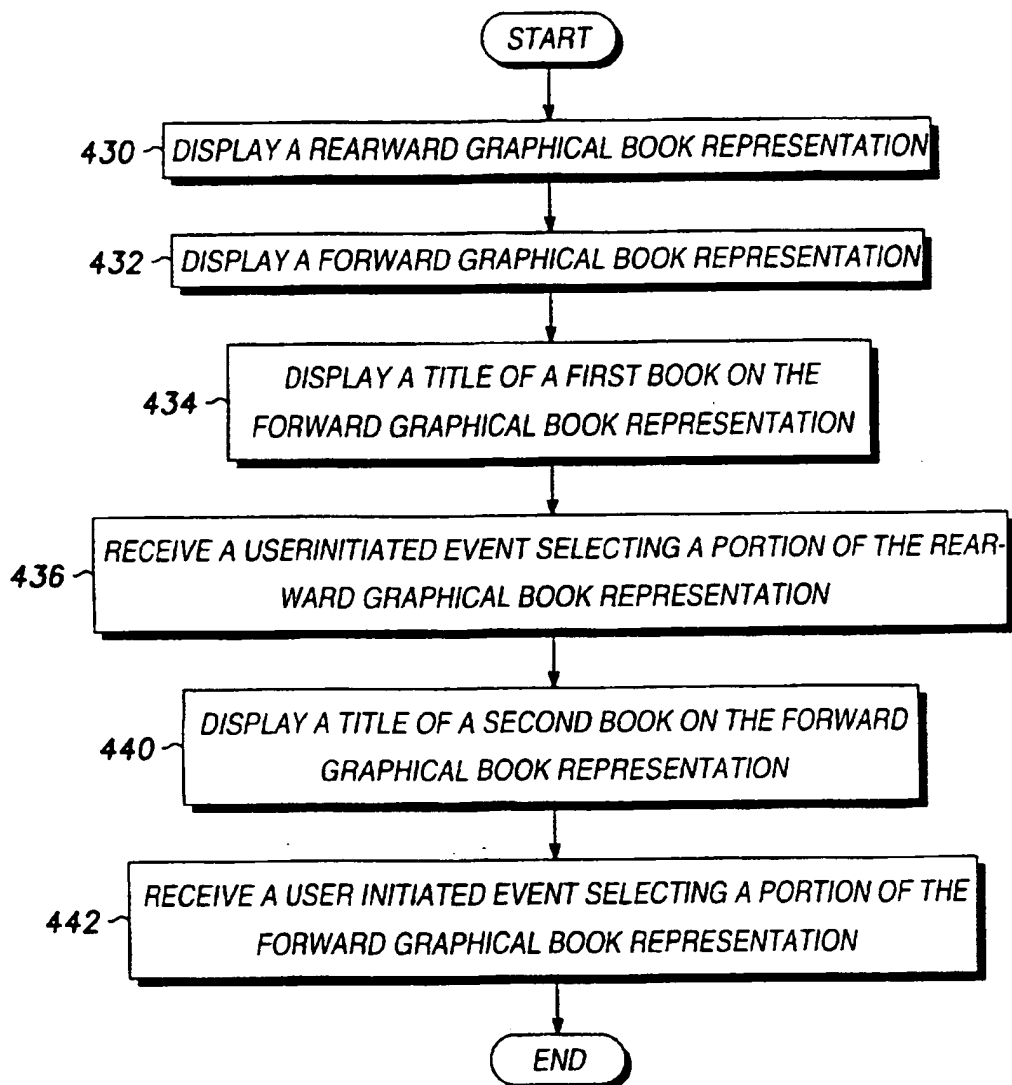 START
430 DISPLAY A REARWARD GRAPHICAL BOOK REPRESENTATION
432 DISPLAY A FORWARD GRAPHICAL BOOK REPRESENTATION
434 DISPLAY A TITLE OF A FIRST BOOK ON THE
FORWARD GRAPHICAL BOOK REPRESENTATION
436 RECEIVE A USERINITIATED EVENT SELECTING A PORTION OF THE REAR-
WARD GRAPHICAL BOOK REPRESENTATION
440 DISPLAY A TITLE OF A SECOND BOOK ON THE FORWARD
GRAPHICAL BOOK REPRESENTATION
442 RECEIVE A USER INITIATED EVENT SELECTING A PORTION OF THE
FORWARD GRAPHICAL BOOK REPRESENTATION
END